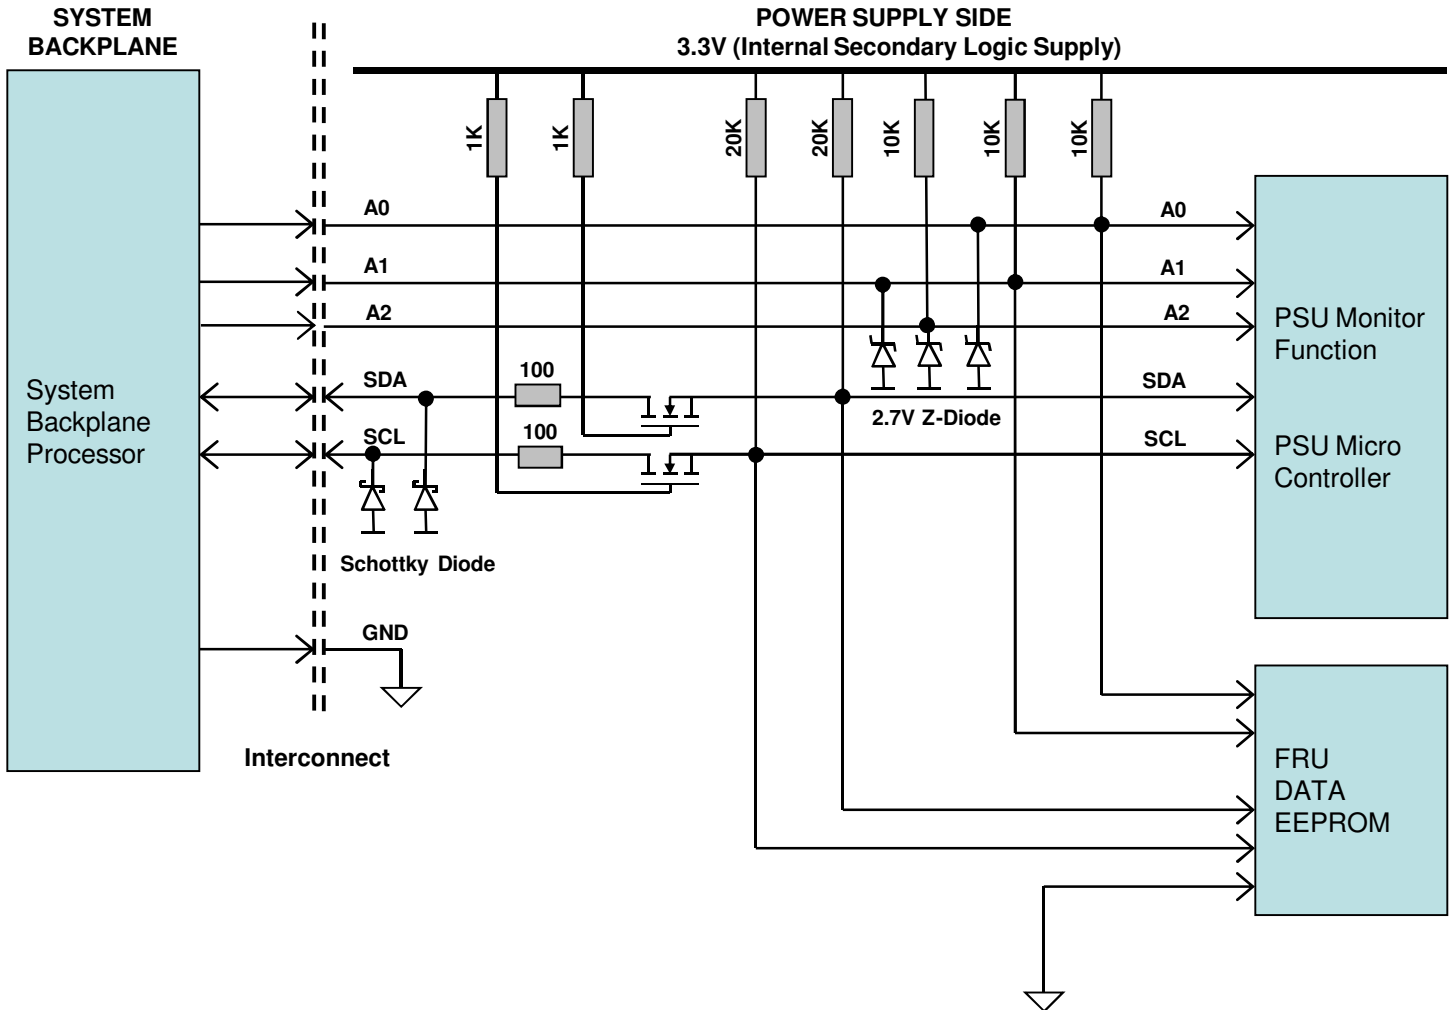 SYSTEM
BACKPLANE
POWER SUPPLY SIDE
3.3V (Internal Secondary Logic Supply)
1K
1K
20K
20K
10K
10K
10K
A0
A0
A1
A1
A2
A2
PSU Monitor
Function
System
Backplane
Processor
SDA
100
SDA
2.7V Z-Diode
SCL
100
SCL
PSU Micro
Controller
Schottky Diode
GND
Interconnect
FRU
DATA
EEPROM